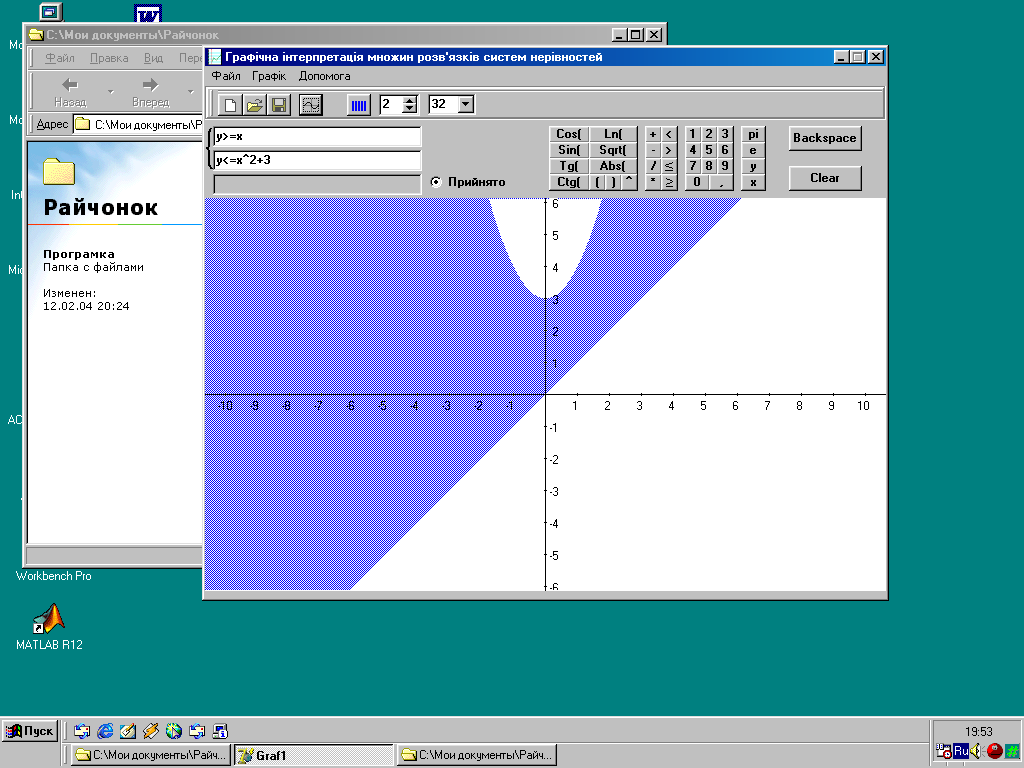 C:\Мои документы\Райчонок
Файл Правка Вид
Назад Вперед
Адрес C:\Мои документы\Р
Райчонок
Програмка
Папка с файлами
Изменен:
12.02.04 20:24
Графічна інтерпретація множин розв'язків систем нерівностей
Файл Графік Допомога
2 32
y>=x
y<=x^2+3
Прийнято
Cos( Ln( + < 1 2 3 pi
Sin( Sqrt( - > 4 5 6 e
Tg( Abs( / ≤ 7 8 9 y
Ctg( ( ) ^ * ≥ 0 , x
Backspace
Clear
6
5
4
3
2
1
-10 -9 -8 -7 -6 -5 -4 -3 -2 -1 1 2 3 4 5 6 7 8 9 10
-1
-2
-3
-4
-5
-6
Workbench Pro
MATLAB R12
Пуск
C:\Мои документы\Райч...
Graf1
C:\Мои документы\Райч...
Ru
19:53